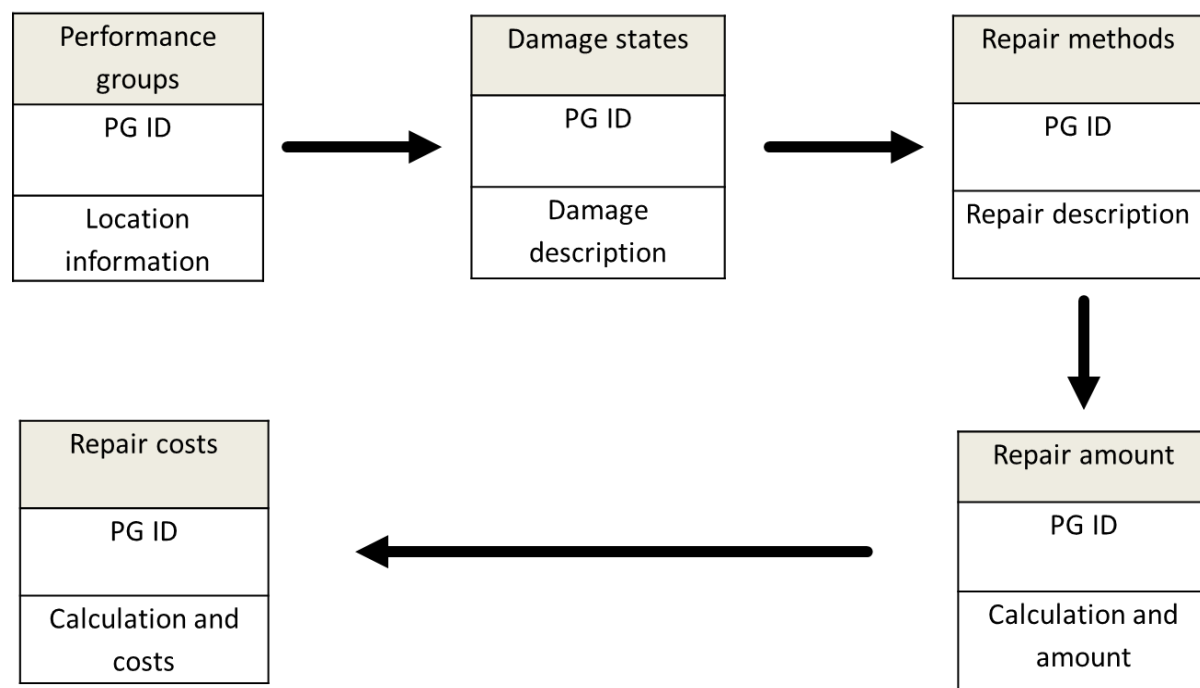 Performance
groups
PG ID
Location
information
Damage states
PG ID
Damage
description
Repair methods
PG ID
Repair description
Repair costs
PG ID
Calculation and
costs
Repair amount
PG ID
Calculation and
amount